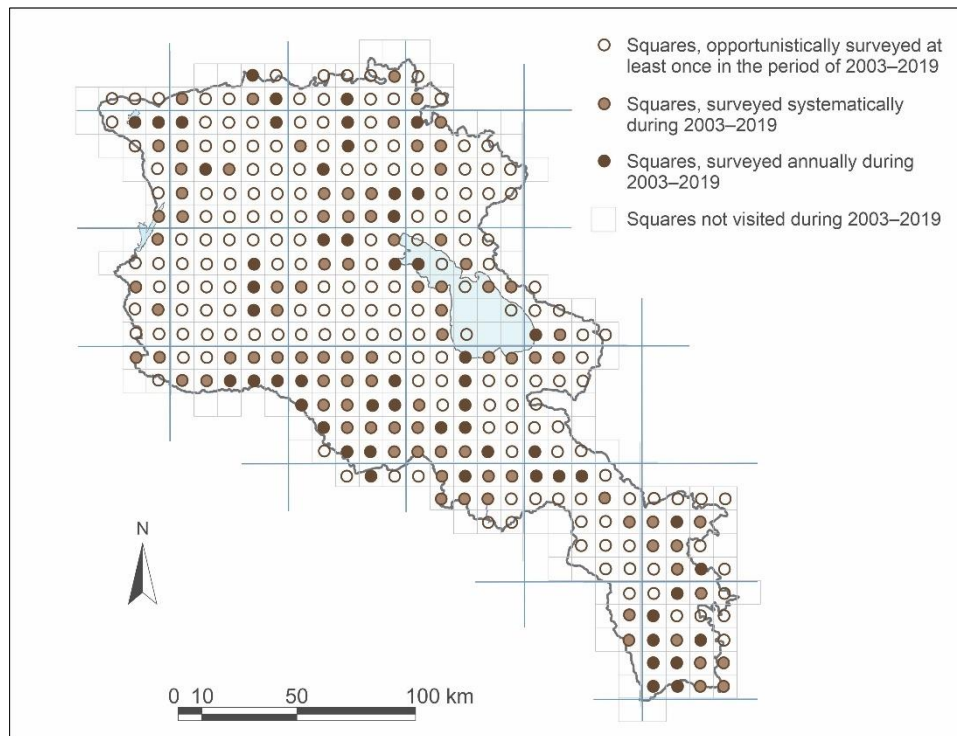 Squares, opportunistically surveyed at
least once in the period of 2003–2019
Squares, surveyed systematically
during 2003–2019
Squares, surveyed annually during
2003–2019
Squares not visited during 2003–2019
N
0 10 50 100 km